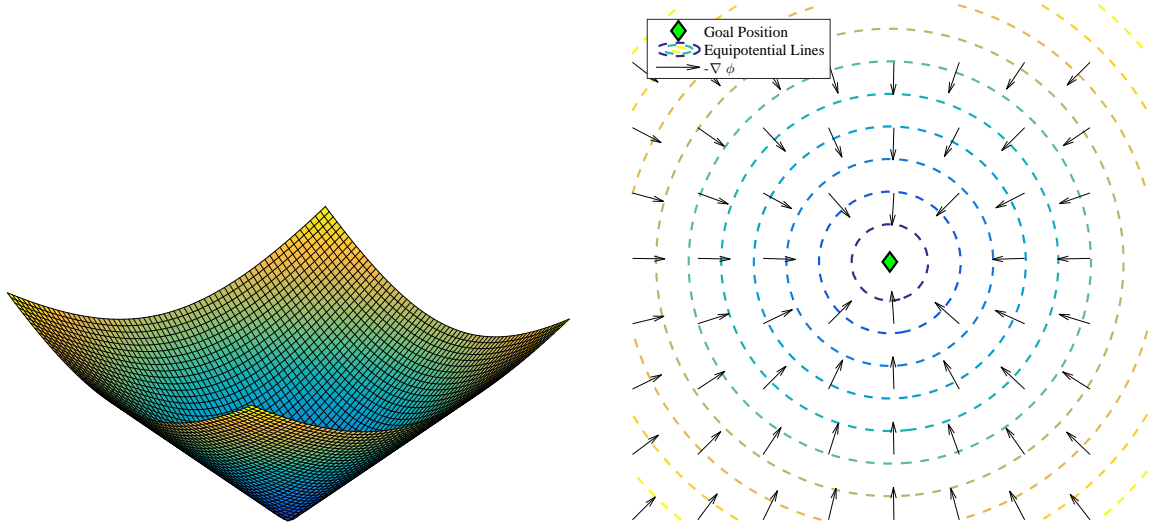 Goal Position
Equipotential Lines
-∇ ϕ